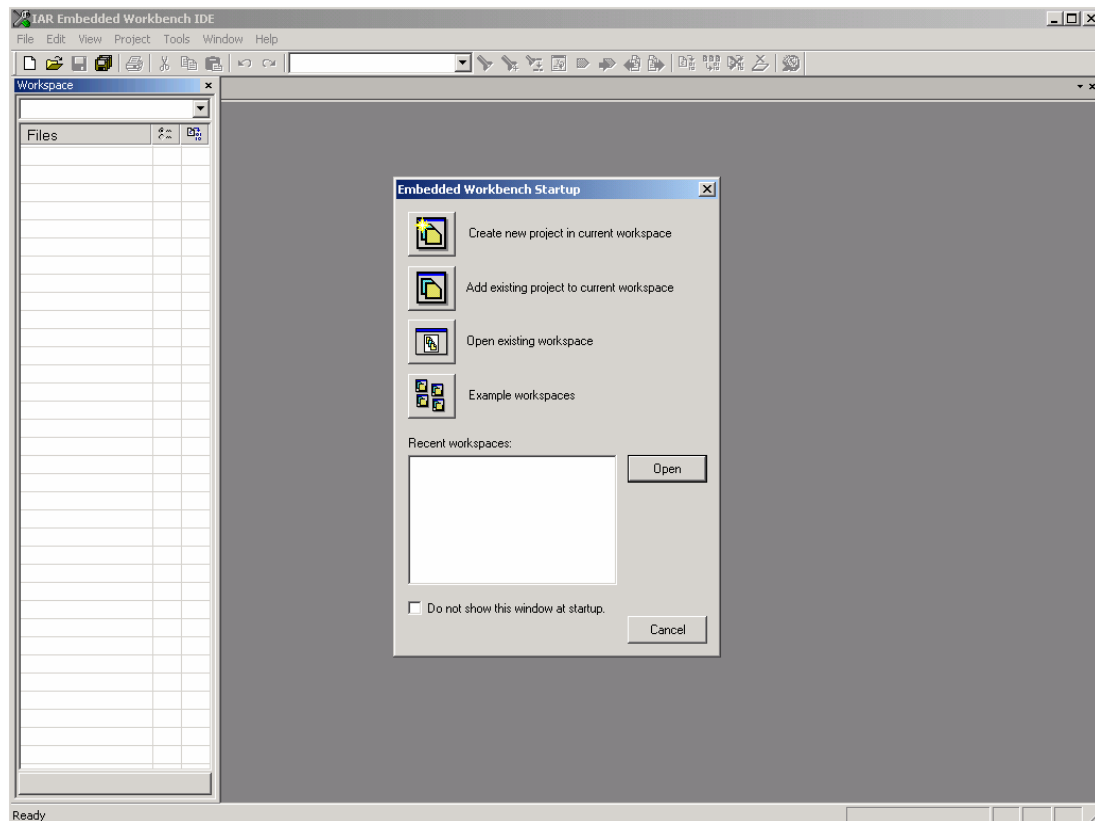 IAR Embedded Workbench IDE
File Edit View Project Tools Window Help
Workspace
Files
Embedded Workbench Startup
Create new project in current workspace
Add existing project to current workspace
Open existing workspace
Example workspaces
Recent workspaces:
Open
Do not show this window at startup.
Cancel
Ready